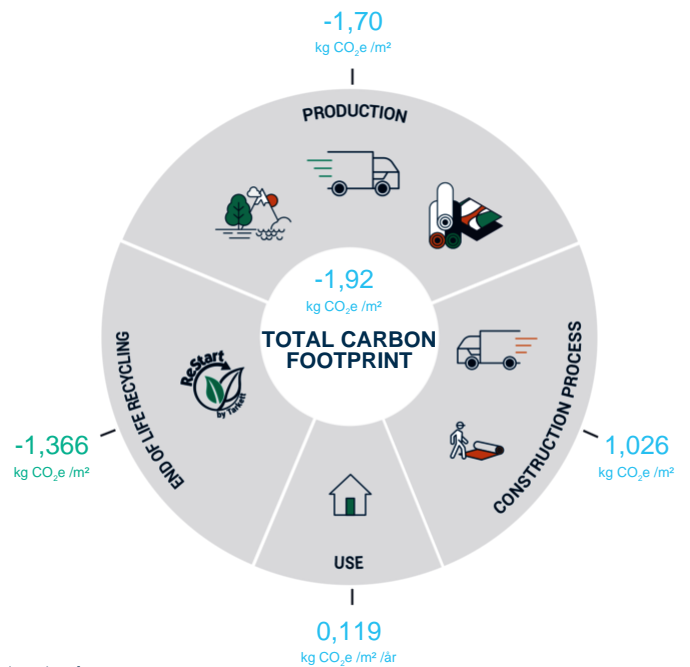 -1,70
kg CO₂e /m²
PRODUCTION
-1,92
kg CO₂e /m²
TOTAL CARBON
FOOTPRINT
END OF LIFE RECYCLING
ReStart
by Tarkett
CONSTRUCTION PROCESS
-1,366
kg CO₂e /m²
1,026
kg CO₂e /m²
USE
0,119
kg CO₂e /m² /år